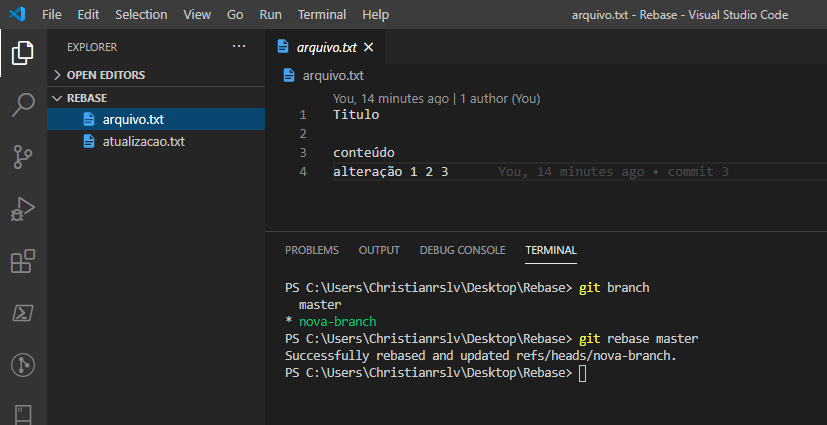 File Edit Selection View Go Run Terminal Help arquivo.txt - Rebase - Visual Studio Code
EXPLORER ···
OPEN EDITORS
REBASE
arquivo.txt
atualizacao.txt
arquivo.txt
arquivo.txt
You, 14 minutes ago | 1 author (You)
1 Titulo
2
3 conteúdo
4 alteração 1 2 3 You, 14 minutes ago • commit 3
PROBLEMS OUTPUT DEBUG CONSOLE TERMINAL
PS C:\Users\Christianrslv\Desktop\Rebase> git branch
master
* nova-branch
PS C:\Users\Christianrslv\Desktop\Rebase> git rebase master
Successfully rebased and updated refs/heads/nova-branch.
PS C:\Users\Christianrslv\Desktop\Rebase>